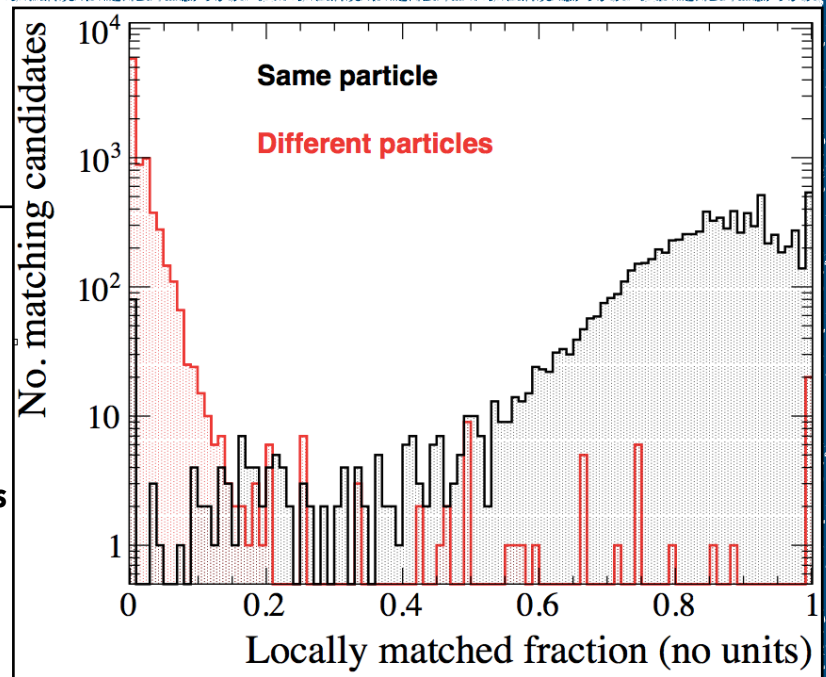 Same particle
Different particles
No. matching candidates
10⁴
10³
10²
10
1
0 0.2 0.4 0.6 0.8 1
Locally matched fraction (no units)
s